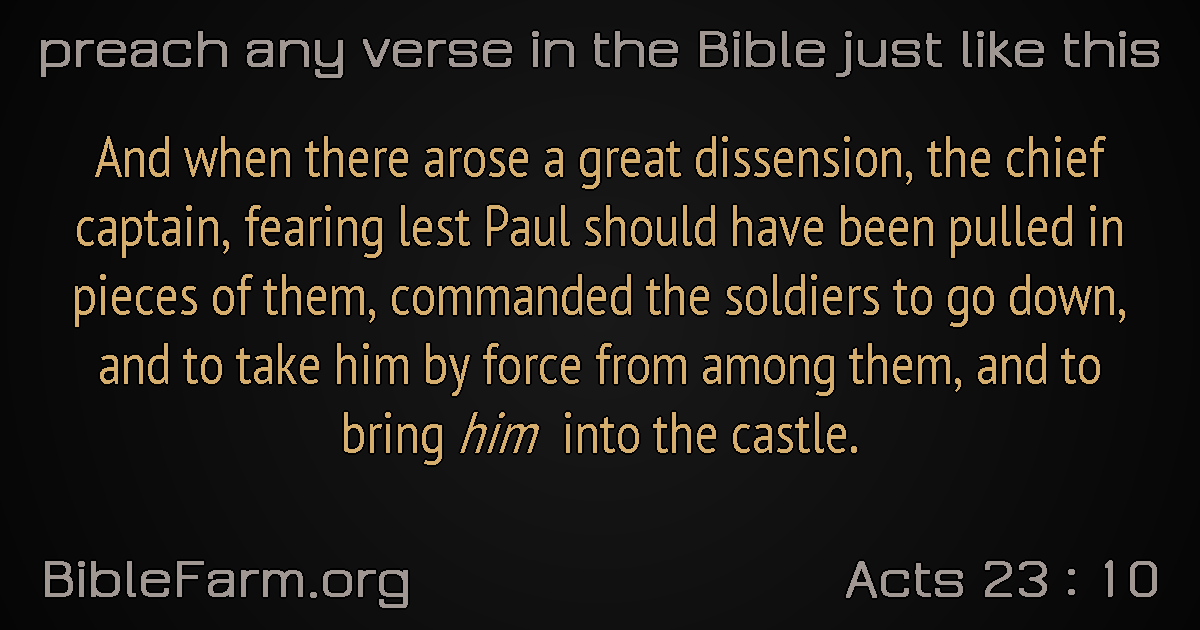 preach any verse in the Bible just like this
And when there arose a great dissension, the chief
captain, fearing lest Paul should have been pulled in
pieces of them, commanded the soldiers to go down,
and to take him by force from among them, and to
bring him into the castle.
BibleFarm.org
Acts 23 : 10